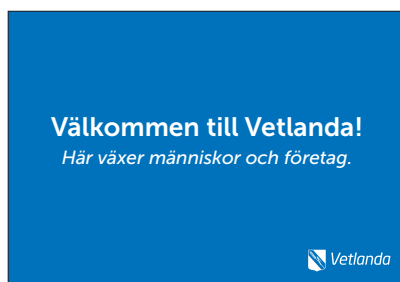 Välkommen till Vetlanda!
Här växer människor och företag.
Vetlanda